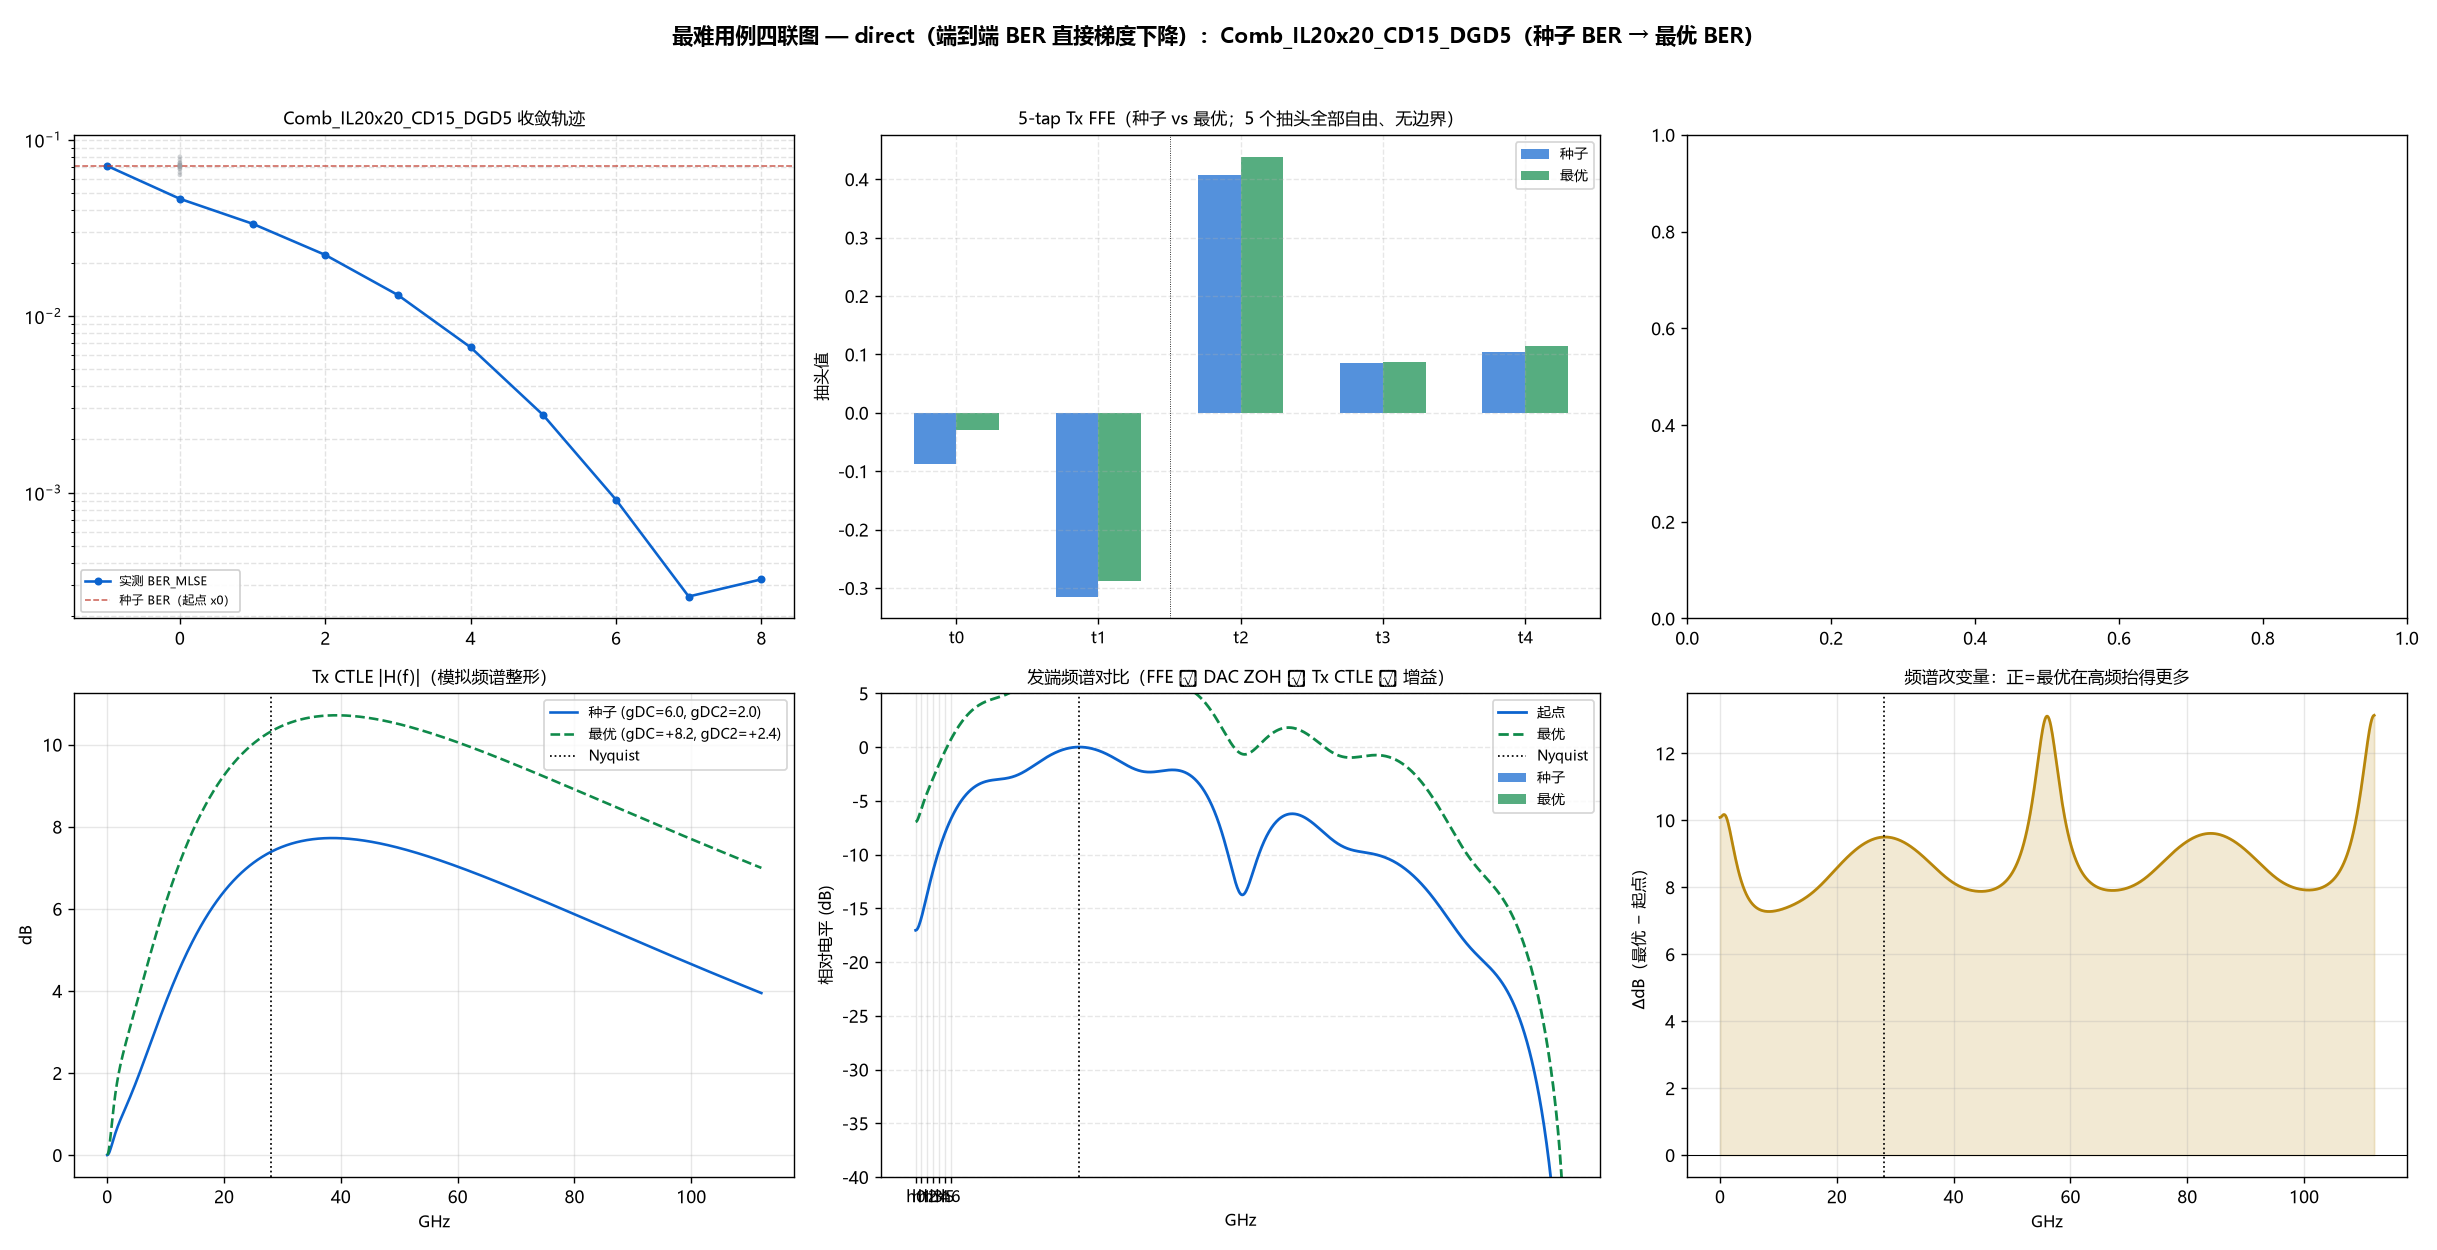 最难用例四联图 — direct（端到端 BER 直接梯度下降）: Comb_IL20x20_CD15_DGD5（种子 BER → 最优 BER）
Comb_IL20x20_CD15_DGD5 收敛轨迹
10⁻¹
10⁻²
10⁻³
实测 BER_MLSE
种子 BER（起点 x0）
0 2 4 6 8
5-tap Tx FFE（种子 vs 最优；5 个抽头全部自由、无边界）
抽头值
0.4
0.3
0.2
0.1
0.0
-0.1
-0.2
-0.3
种子
最优
t0 t1 t2 t3 t4
1.0
0.8
0.6
0.4
0.2
0.0
0.0 0.2 0.4 0.6 0.8 1.0
Tx CTLE |H(f)|（模拟频谱整形）
dB
10
8
6
4
2
0
种子 (gDC=6.0, gDC2=2.0)
最优 (gDC=+8.2, gDC2=+2.4)
Nyquist
0 20 40 60 80 100
GHz
发端频谱对比（FFE DAC ZOH Tx CTLE 增益）
相对电平 (dB)
5
0
-5
-10
-15
-20
-25
-30
-35
-40
起点
最优
Nyquist
种子
最优
GHz
频谱改变量：正=最优在高频抬得更多
ΔdB（最优 − 起点）
12
10
8
6
4
2
0
0 20 40 60 80 100
GHz